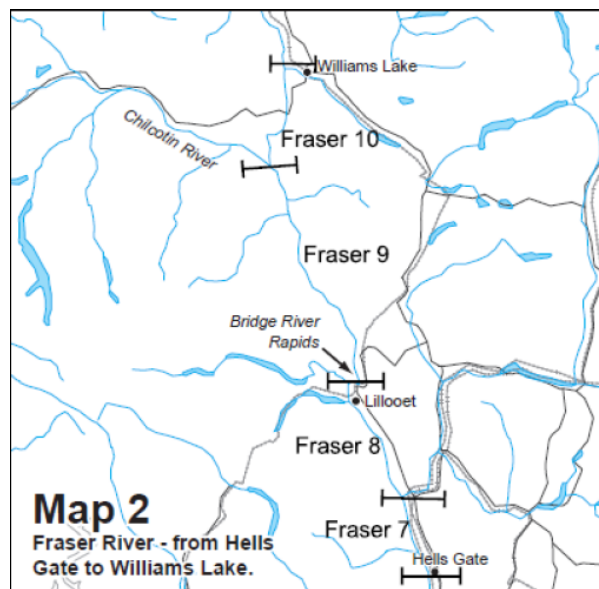 Williams Lake
Chilcotin River
Fraser 10
Fraser 9
Bridge River
Rapids
Lillooet
Fraser 8
Map 2
Fraser River - from Hells
Gate to Williams Lake.
Fraser 7
Hells Gate